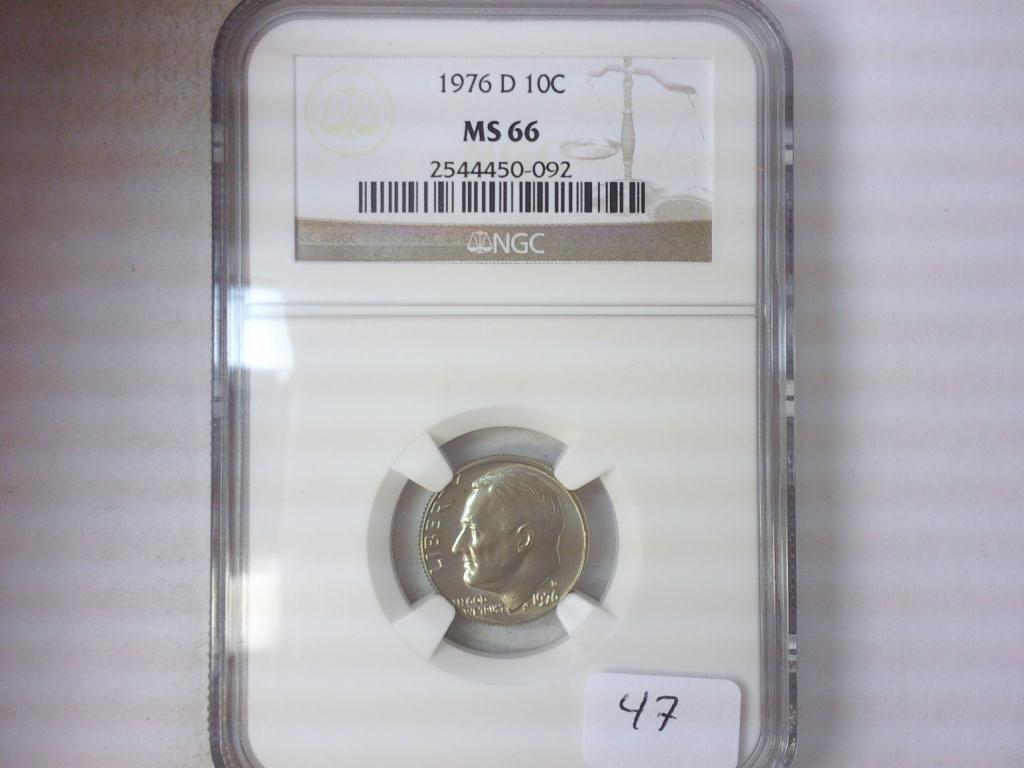 1976 D 10C
MS 66
2544450-092
NGC
LIBERTY
IN GOD
WE TRUST
D
1976
47